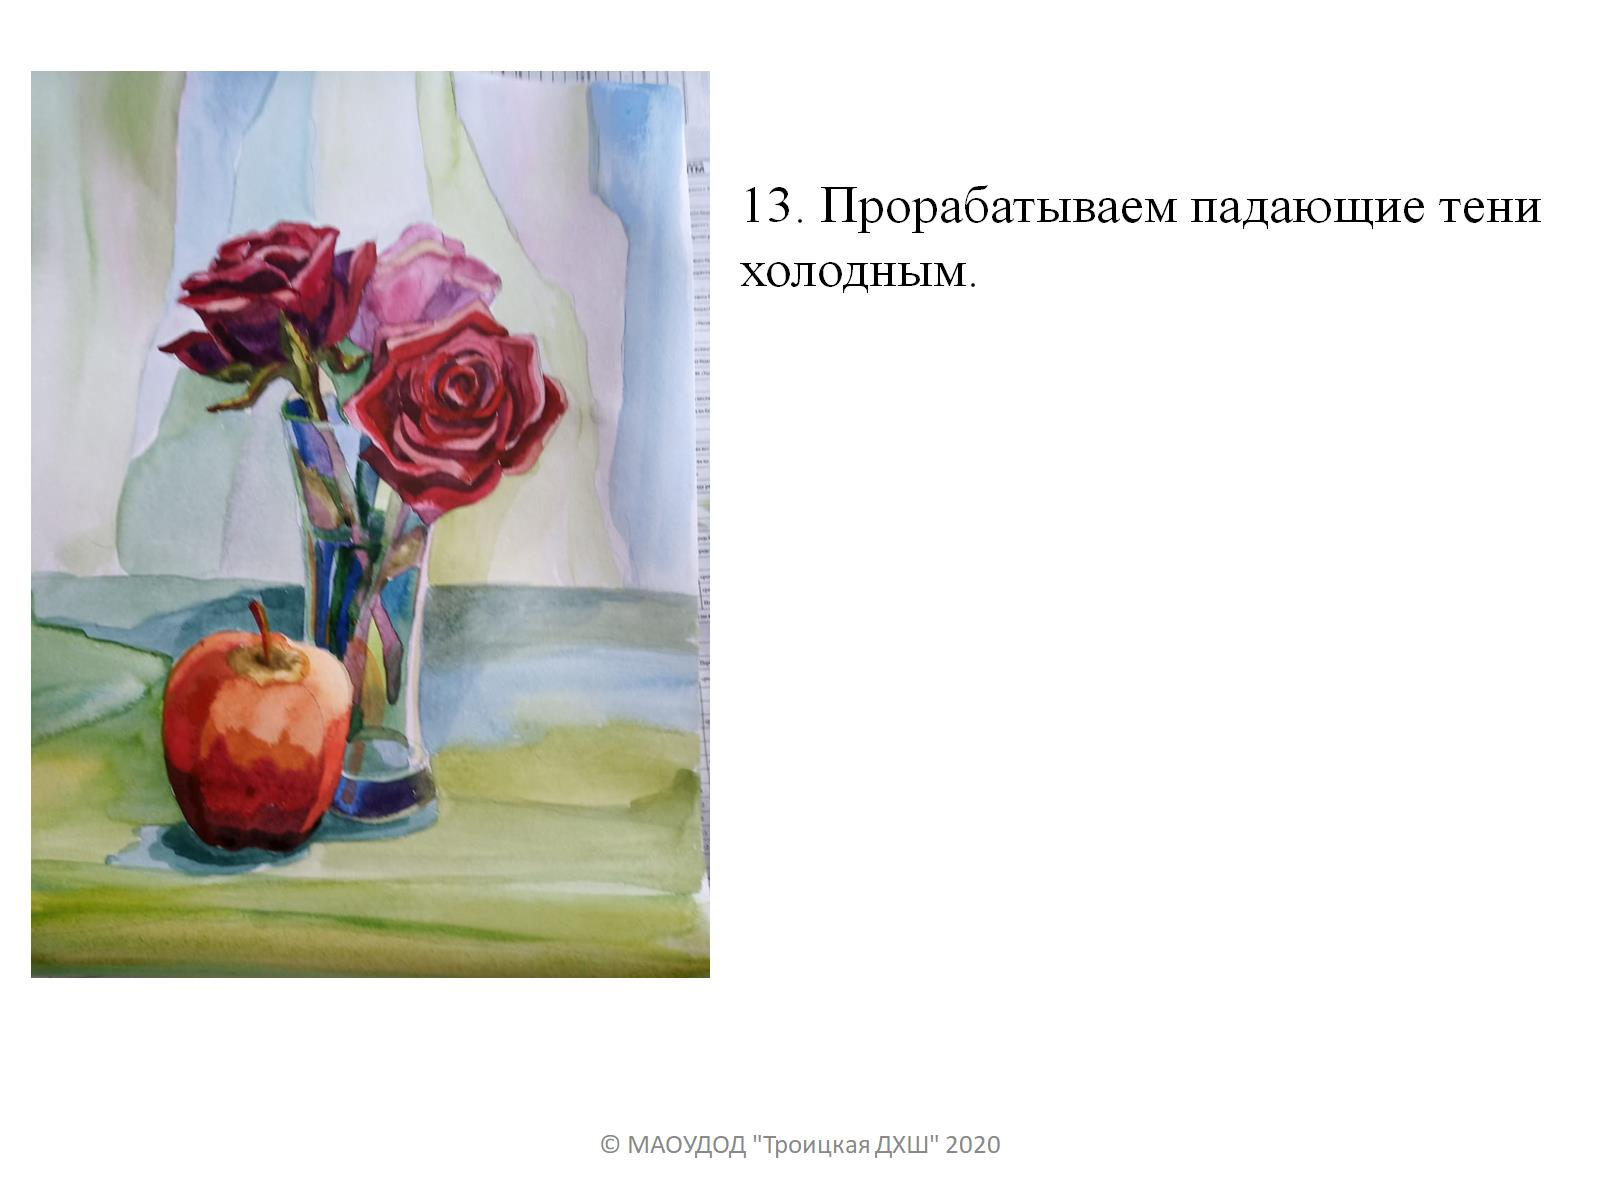 13. Прорабатываем падающие тени
холодным.
© МАОУДОД "Троицкая ДХШ" 2020